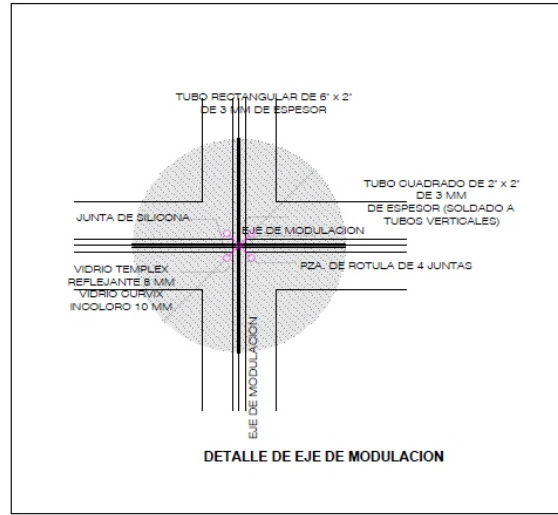 TUBO RECTANGULAR DE 6" x 2"
DE 3 MM DE ESPESOR
TUBO CUADRADO DE 2" x 2"
DE 3 MM
DE ESPESOR (SOLDADO A
TUBOS VERTICALES)
JUNTA DE SILICONA
EJE DE MODULACION
VIDRIO TEMPLEX
REFLEJANTE 8 MM
VIDRIO CURVIX
INCOLORO 10 MM
PZA. DE ROTULA DE 4 JUNTAS
EJE DE MODULACION
DETALLE DE EJE DE MODULACION